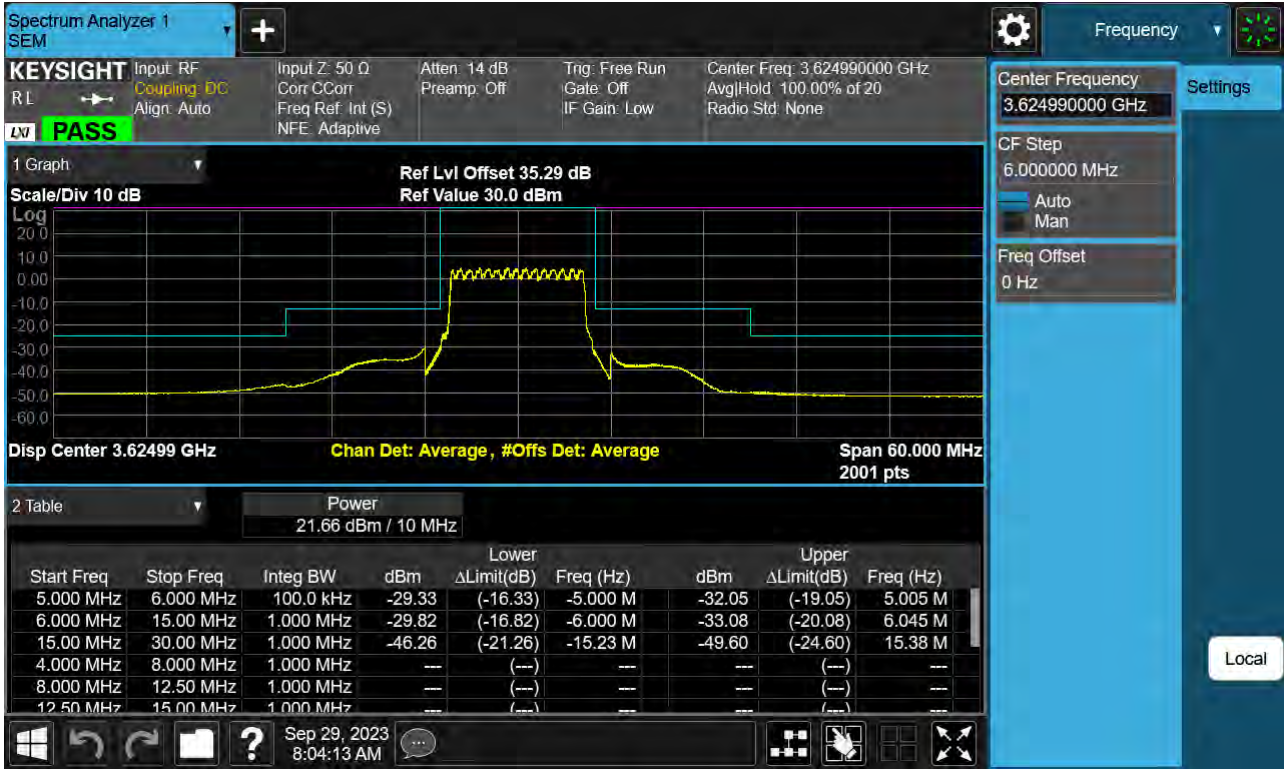 Spectrum Analyzer 1
SEM
Frequency
KEYSIGHT
RL
LXI
PASS
Input: RF
Coupling: DC
Align: Auto
Input Z: 50 Ω
Corr CCorr
Freq Ref: Int (S)
NFE: Adaptive
Atten: 14 dB
Preamp: Off
Trig: Free Run
Gate: Off
IF Gain: Low
Center Freq: 3.624990000 GHz
Avg|Hold: 100.00% of 20
Radio Std: None
Center Frequency
3.624990000 GHz
Settings
CF Step
6.000000 MHz
Auto
Man
Freq Offset
0 Hz
1 Graph
Scale/Div 10 dB
Ref Lvl Offset 35.29 dB
Ref Value 30.0 dBm
Log
20.0
10.0
0.00
-10.0
-20.0
-30.0
-40.0
-50.0
-60.0
Disp Center 3.62499 GHz
Chan Det: Average, #Offs Det: Average
Span 60.000 MHz
2001 pts
2 Table
Power
21.66 dBm / 10 MHz
Lower Upper
Start Freq Stop Freq Integ BW dBm ΔLimit(dB) Freq (Hz) dBm ΔLimit(dB) Freq (Hz)
5.000 MHz 6.000 MHz 100.0 kHz -29.33 (-16.33) -5.000 M -32.05 (-19.05) 5.005 M
6.000 MHz 15.00 MHz 1.000 MHz -29.82 (-16.82) -6.000 M -33.08 (-20.08) 6.045 M
15.00 MHz 30.00 MHz 1.000 MHz -46.26 (-21.26) -15.23 M -49.60 (-24.60) 15.38 M
4.000 MHz 8.000 MHz 1.000 MHz --- (---) --- --- (---) ---
8.000 MHz 12.50 MHz 1.000 MHz --- (---) --- --- (---) ---
12.50 MHz 15.00 MHz 1.000 MHz --- (---) --- --- (---) ---
Local
Sep 29, 2023
8:04:13 AM